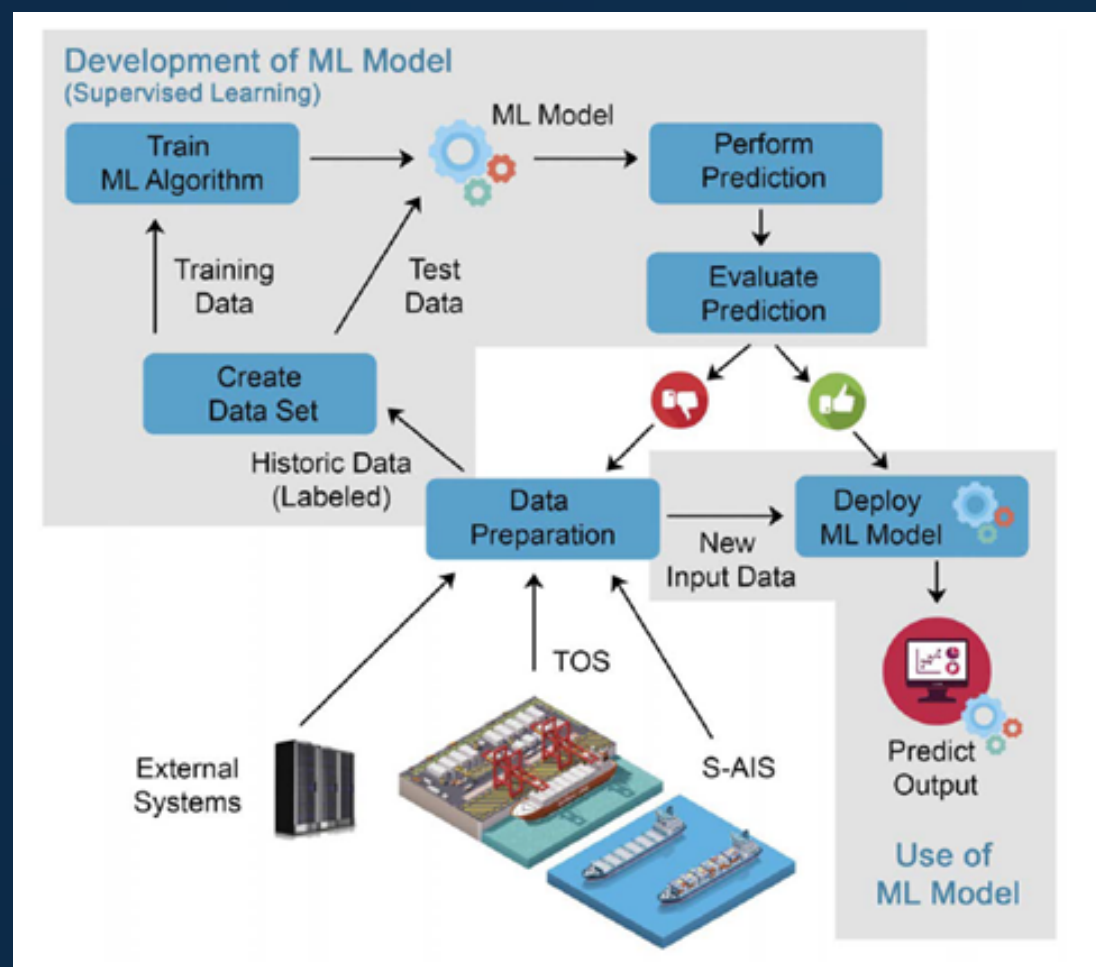 Development of ML Model
(Supervised Learning)
Train
ML Algorithm
ML Model
Perform
Prediction
Training
Data
Test
Data
Evaluate
Prediction
Create
Data Set
Historic Data
(Labeled)
Data
Preparation
New
Input Data
Deploy
ML Model
TOS
External
Systems
S-AIS
Predict
Output
Use of
ML Model